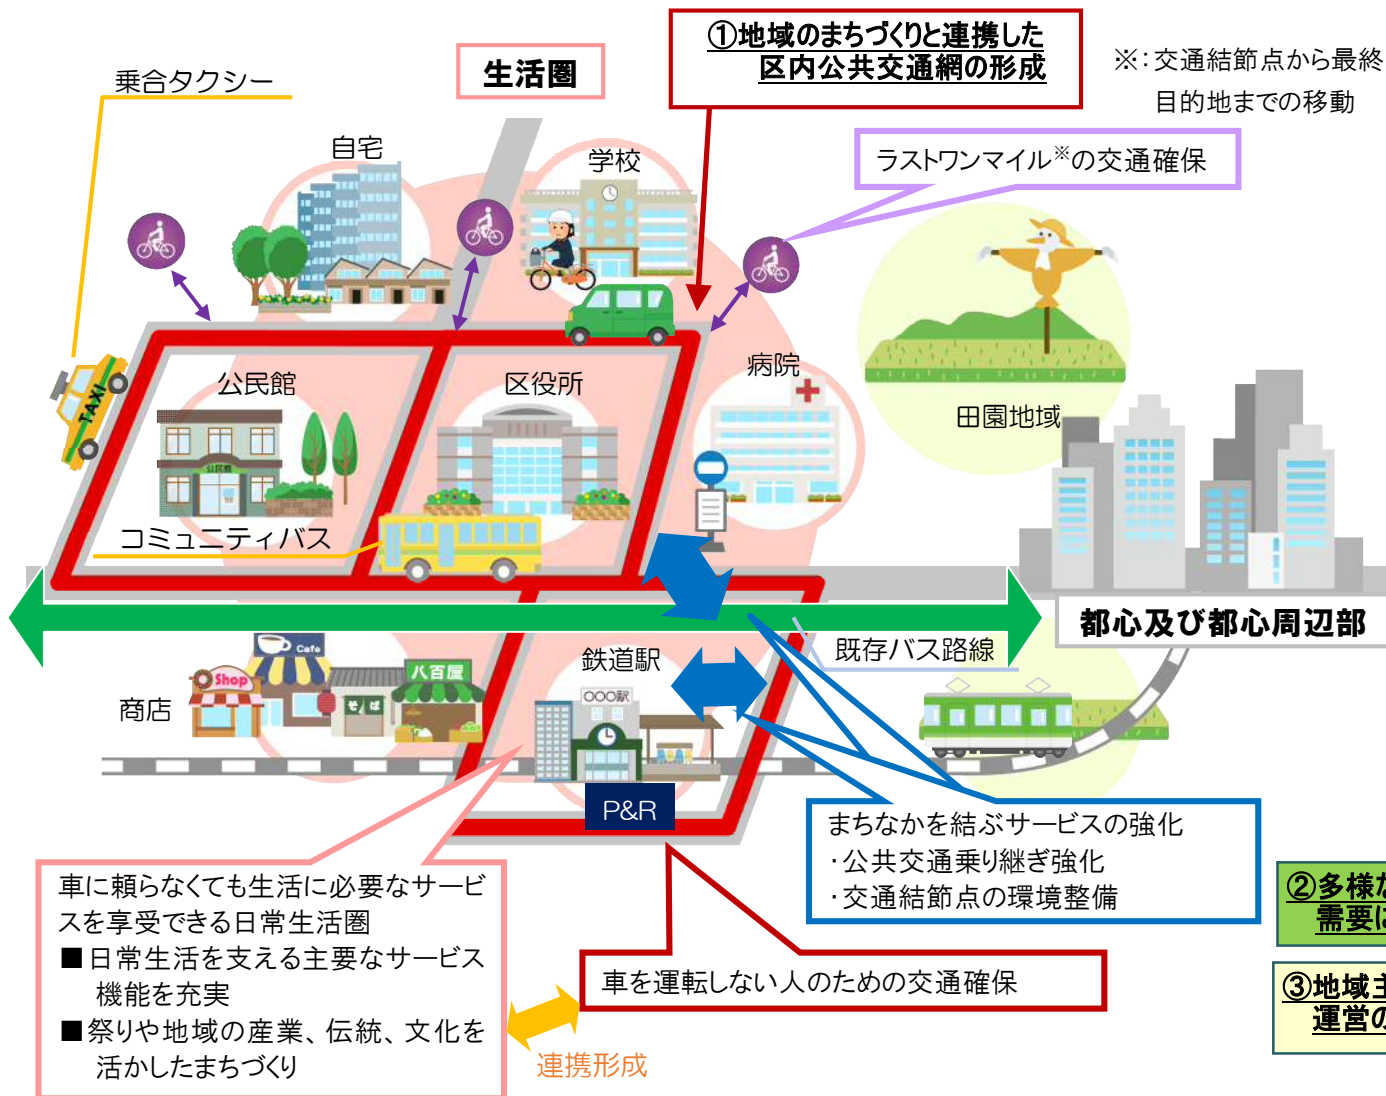 ①地域のまちづくりと連携した
区内公共交通網の形成
※：交通結節点から最終
目的地までの移動
生活圏
乗合タクシー
自宅
学校
ラストワンマイル※の交通確保
TAXI
公民館
公民館
区役所
病院
田園地域
コミュニティバス
都心及び都心周辺部
既存バス路線
商店
Shop
Cafe
そば
八百屋
鉄道駅
〇〇〇駅
P&R
まちなかを結ぶサービスの強化
・公共交通乗り継ぎ強化
・交通結節点の環境整備
車に頼らなくても生活に必要なサービ
スを享受できる日常生活圏
■日常生活を支える主要なサービス
機能を充実
■祭りや地域の産業、伝統、文化を
活かしたまちづくり
車を運転しない人のための交通確保
連携形成
②多様な
需要に
③地域主
運営の